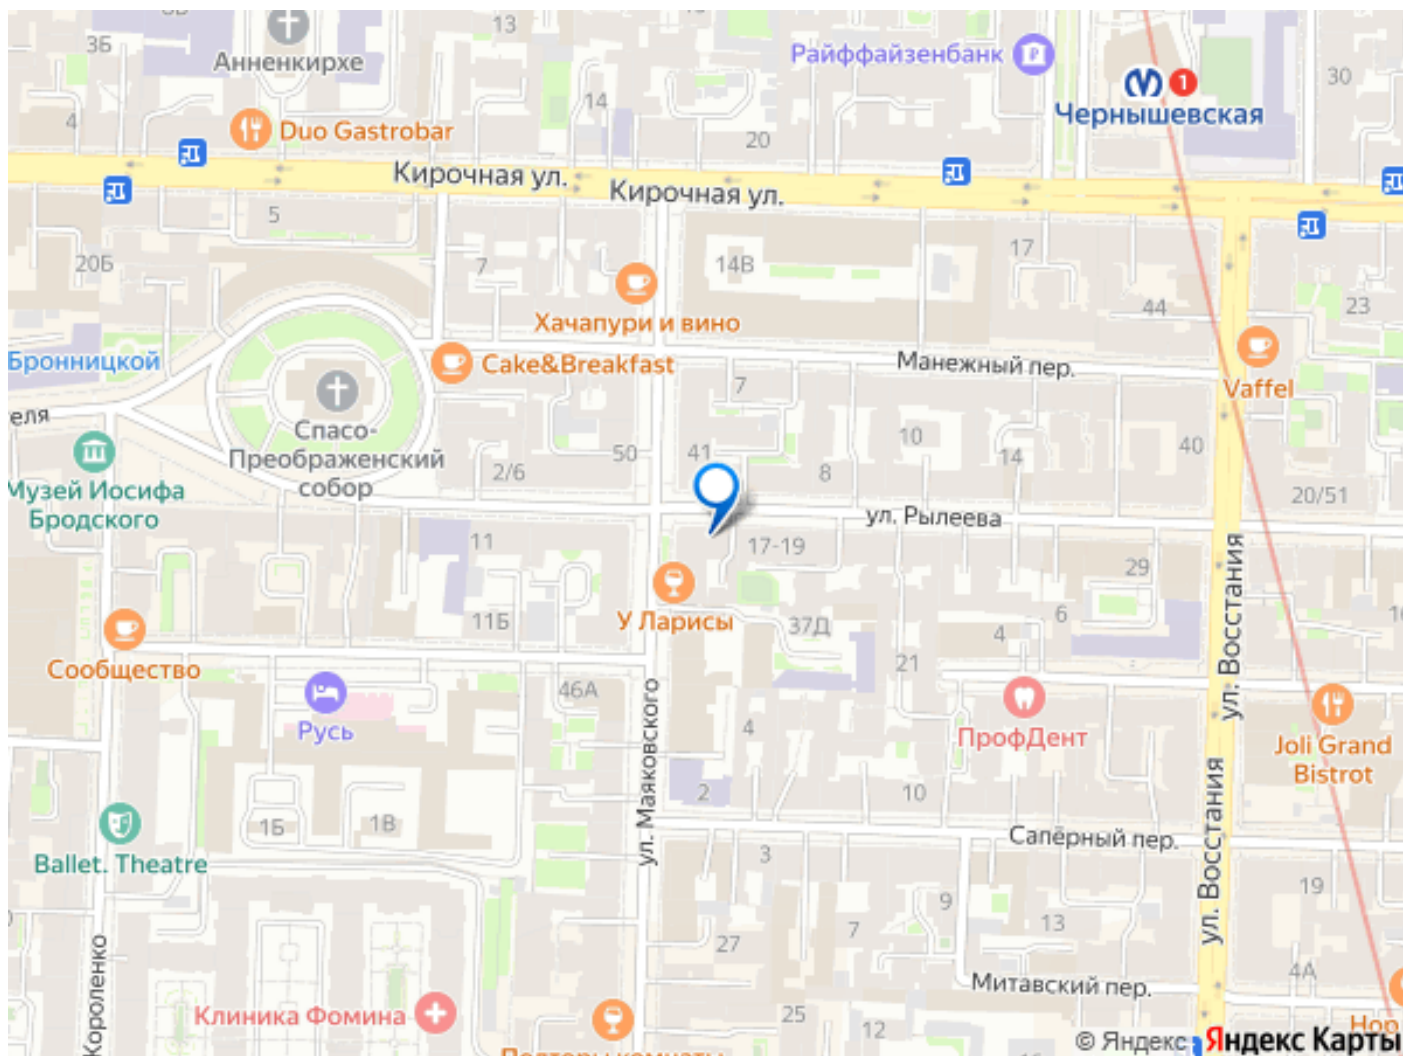 3Б
13
Анненкирхе
Райффайзенбанк
1
Чернышевская
30
4
14
Duo Gastrobar
20
Кирочная ул.
Кирочная ул.
5
20Б
7
14В
17
44
23
Хачапури и вино
Бронницкой
Cake&Breakfast
Манежный пер.
Vaffel
7
еля
Спасо-
Преображенский
собор
50
41
10
14
40
2/6
8
20/51
Музей Иосифа
Бродского
ул. Рылеева
11
17-19
29
У Ларисы
11Б
37Д
4
6
Сообщество
21
ул. Восстания
46А
Русь
ул. Маяковского
4
ПрофДент
Joli Grand
Bistrot
2
10
1Б
1В
Сапёрный пер.
ул. Восстания
Ballet. Theatre
3
19
9
7
13
27
Короленко
Митавский пер.
4А
Клиника Фомина
25
12
Полторы комнаты
Нор
© Яндекс
Яндекс Карты